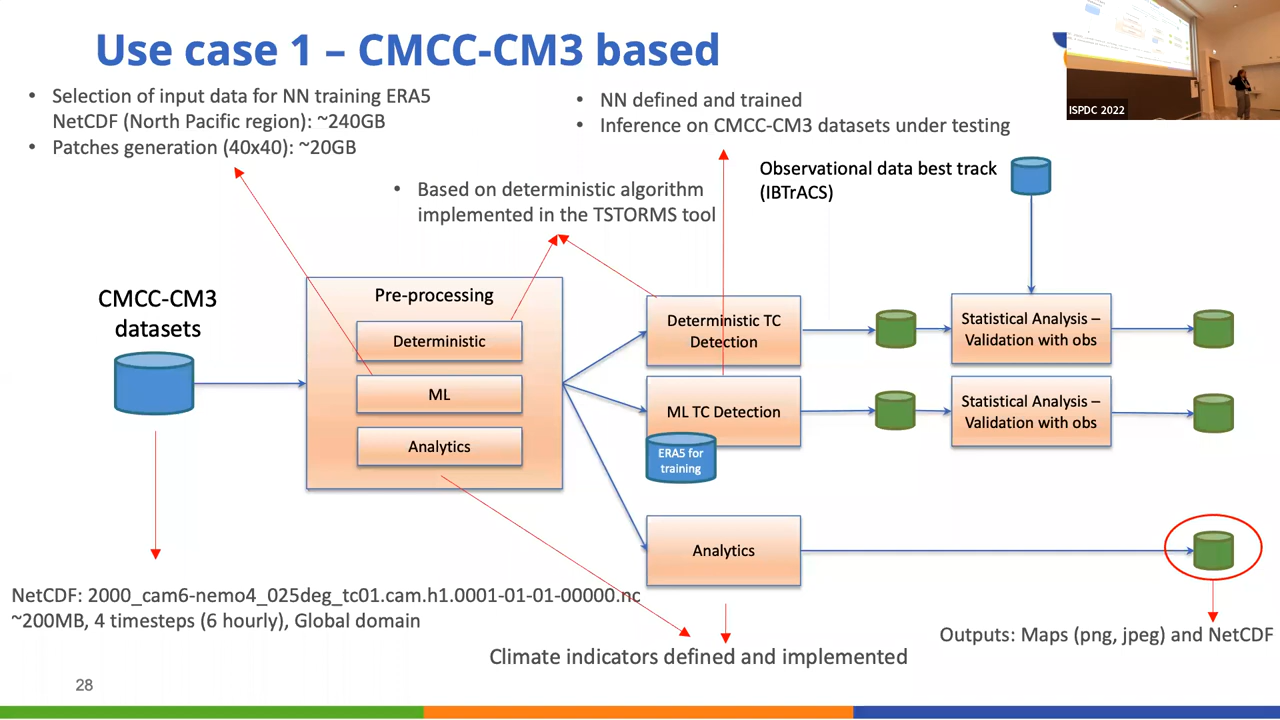 Use case 1 – CMCC-CM3 based
ISPDC 2022
• Selection of input data for NN training ERA5
NetCDF (North Pacific region): ~240GB
• Patches generation (40x40): ~20GB
• NN defined and trained
• Inference on CMCC-CM3 datasets under testing
• Based on deterministic algorithm
implemented in the TSTORMS tool
Observational data best track
(IBTrACS)
CMCC-CM3
datasets
Pre-processing
Deterministic
ML
Analytics
Deterministic TC
Detection
ML TC Detection
ERA5 for
training
Analytics
Statistical Analysis –
Validation with obs
Statistical Analysis –
Validation with obs
NetCDF: 2000_cam6-nemo4_025deg_tc01.cam.h1.0001-01-01-00000.nc
~200MB, 4 timesteps (6 hourly), Global domain
Outputs: Maps (png, jpeg) and NetCDF
Climate indicators defined and implemented
28